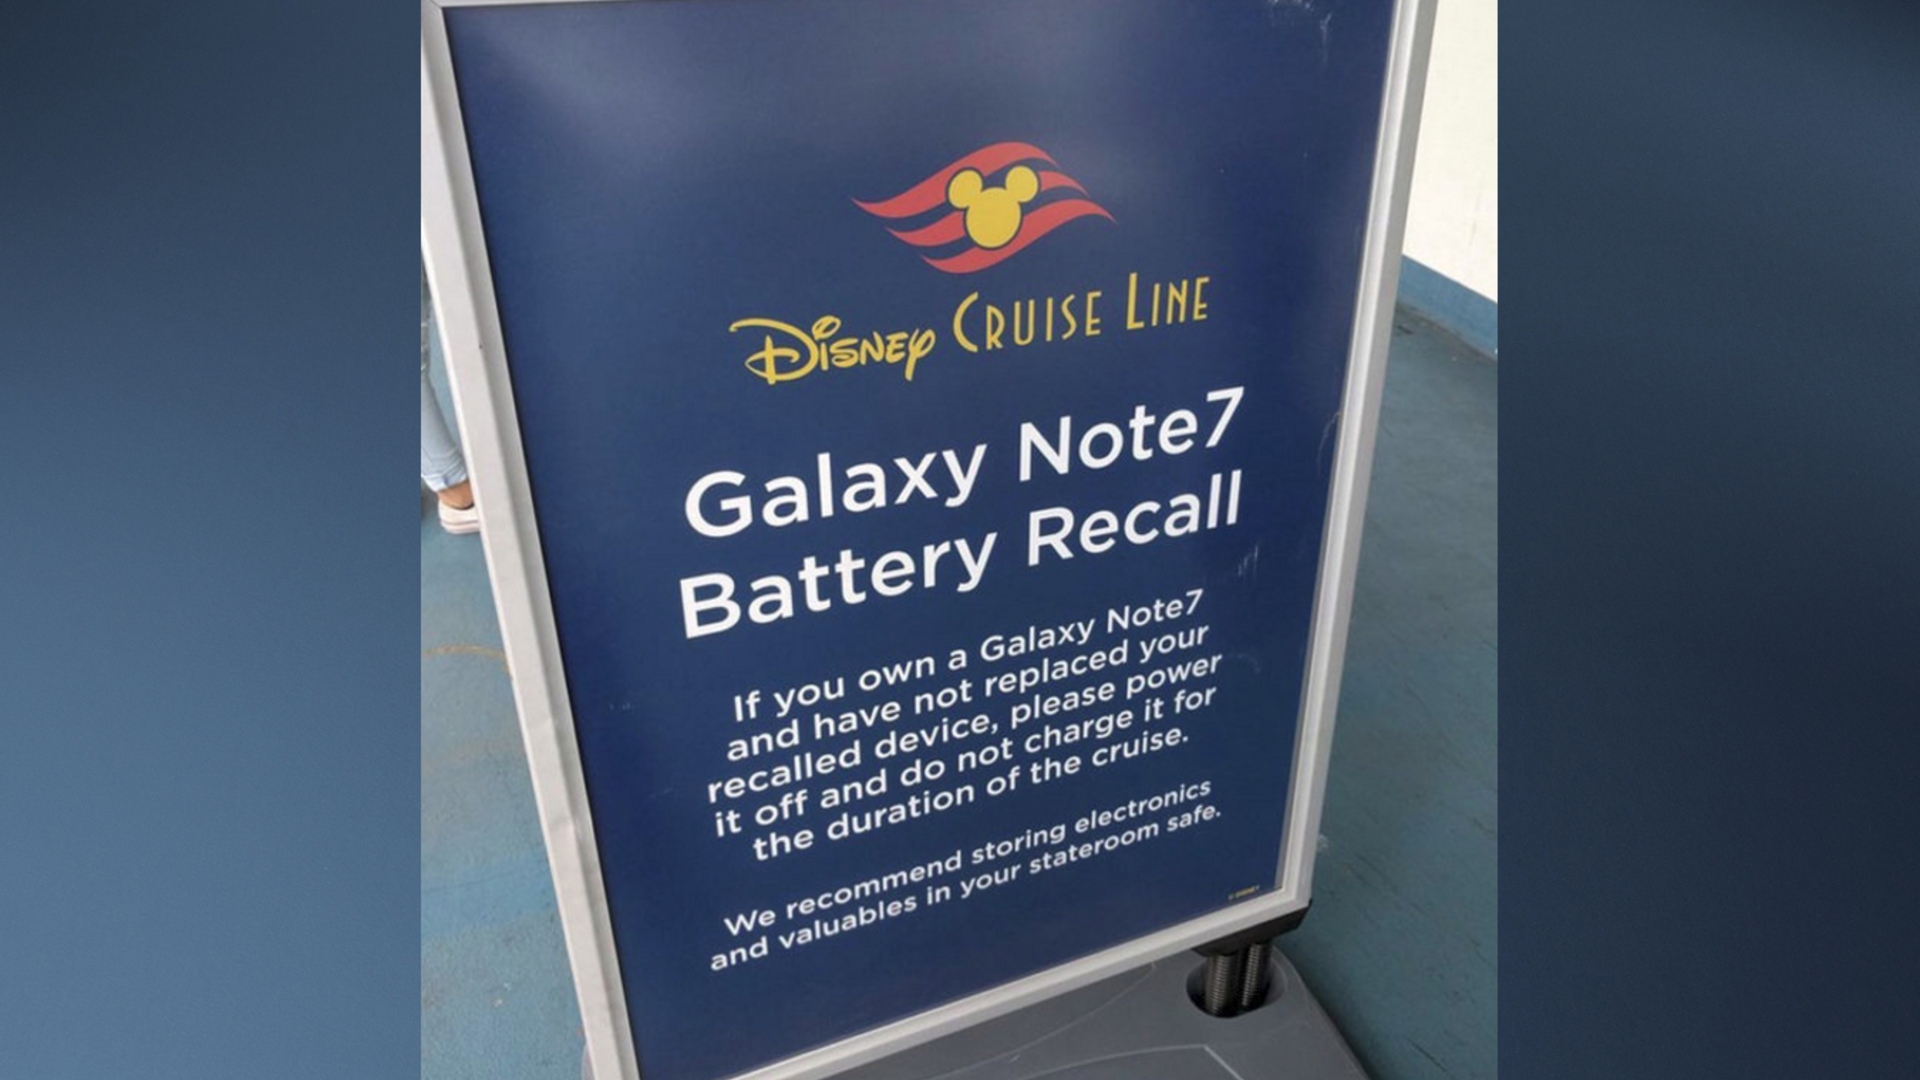 Disney Cruise Line
Galaxy Note7
Battery Recall
If you own a Galaxy Note7
and have not replaced your
recalled device, please power
it off and do not charge it for
the duration of the cruise.
We recommend storing electronics
and valuables in your stateroom safe.
© DISNEY